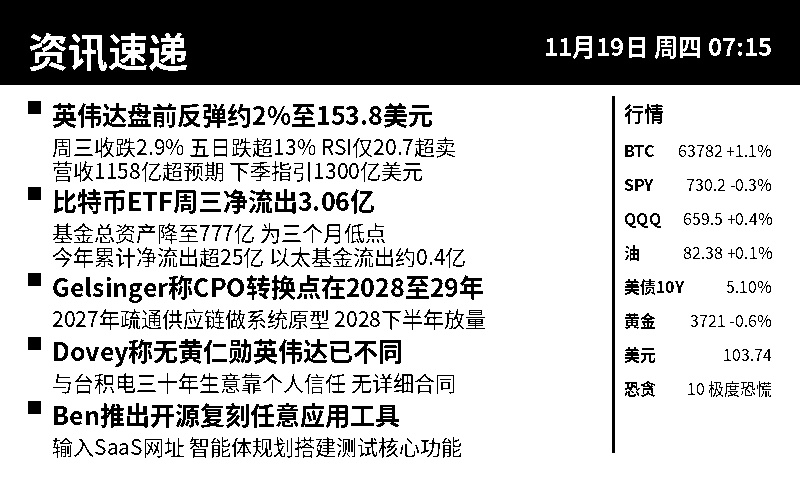 资讯速递
11月19日 周四 07:15
英伟达盘前反弹约2%至153.8美元
周三收跌2.9% 五日跌超13% RSI仅20.7超卖
营收1158亿超预期 下季指引1300亿美元
比特币ETF周三净流出3.06亿
基金总资产降至777亿 为三个月低点
今年累计净流出超25亿 以太基金流出约0.4亿
Gelsinger称CPO转换点在2028至29年
2027年疏通供应链做系统原型 2028下半年放量
Dovey称无黄仁勋英伟达已不同
与台积电三十年生意靠个人信任 无详细合同
Ben推出开源复刻任意应用工具
输入SaaS网址 智能体规划搭建测试核心功能
行情
BTC 63782 +1.1%
SPY 730.2 -0.3%
QQQ 659.5 +0.4%
油 82.38 +0.1%
美债10Y 5.10%
黄金 3721 -0.6%
美元 103.74
恐贪 10 极度恐慌